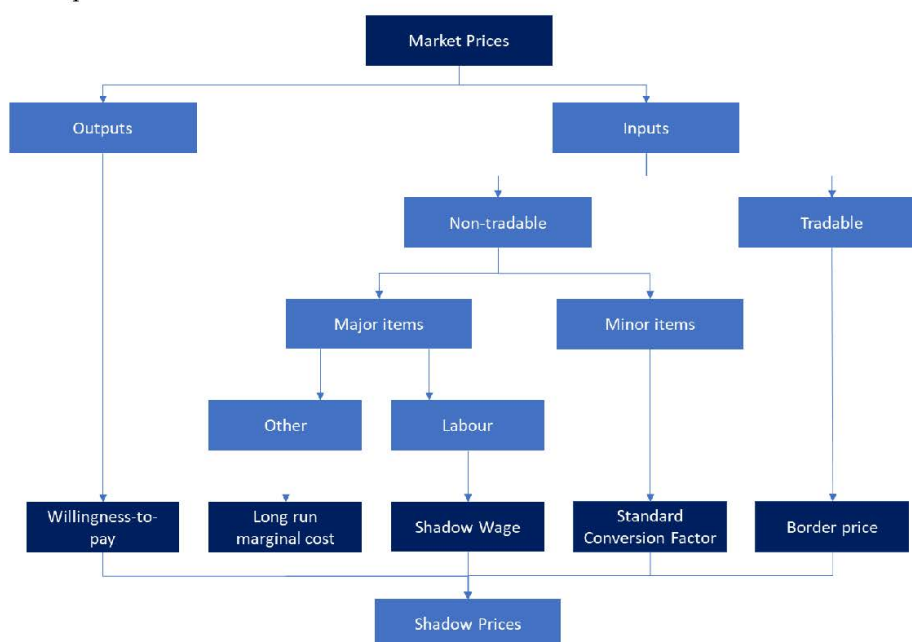 Market Prices
Outputs
Inputs
Non-tradable
Tradable
Major items
Minor items
Other
Labour
Willingness-to-
pay
Long run
marginal cost
Shadow Wage
Standard
Conversion Factor
Border price
Shadow Prices